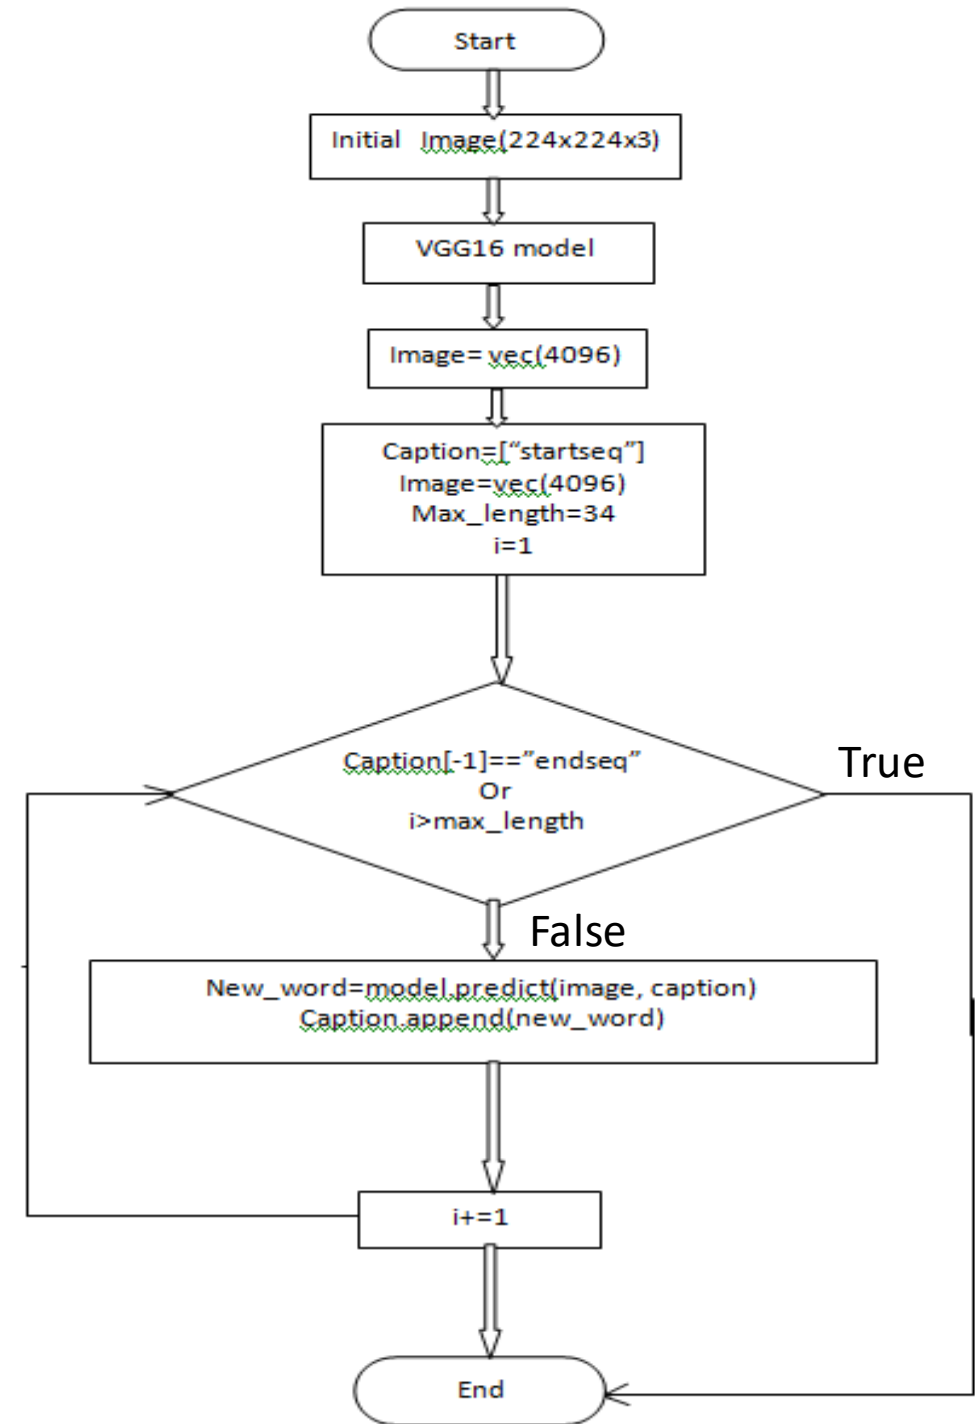 Start
Initial Image(224x224x3)
VGG16 model
Image= vec(4096)
Caption=["startseq”]
Image=vec(4096)
Max_length=34
i=1
Caption[-1]==”endseq”
Or
i>max_length
True
False
New_word=model.predict(image, caption)
Caption.append(new_word)
i+=1
End